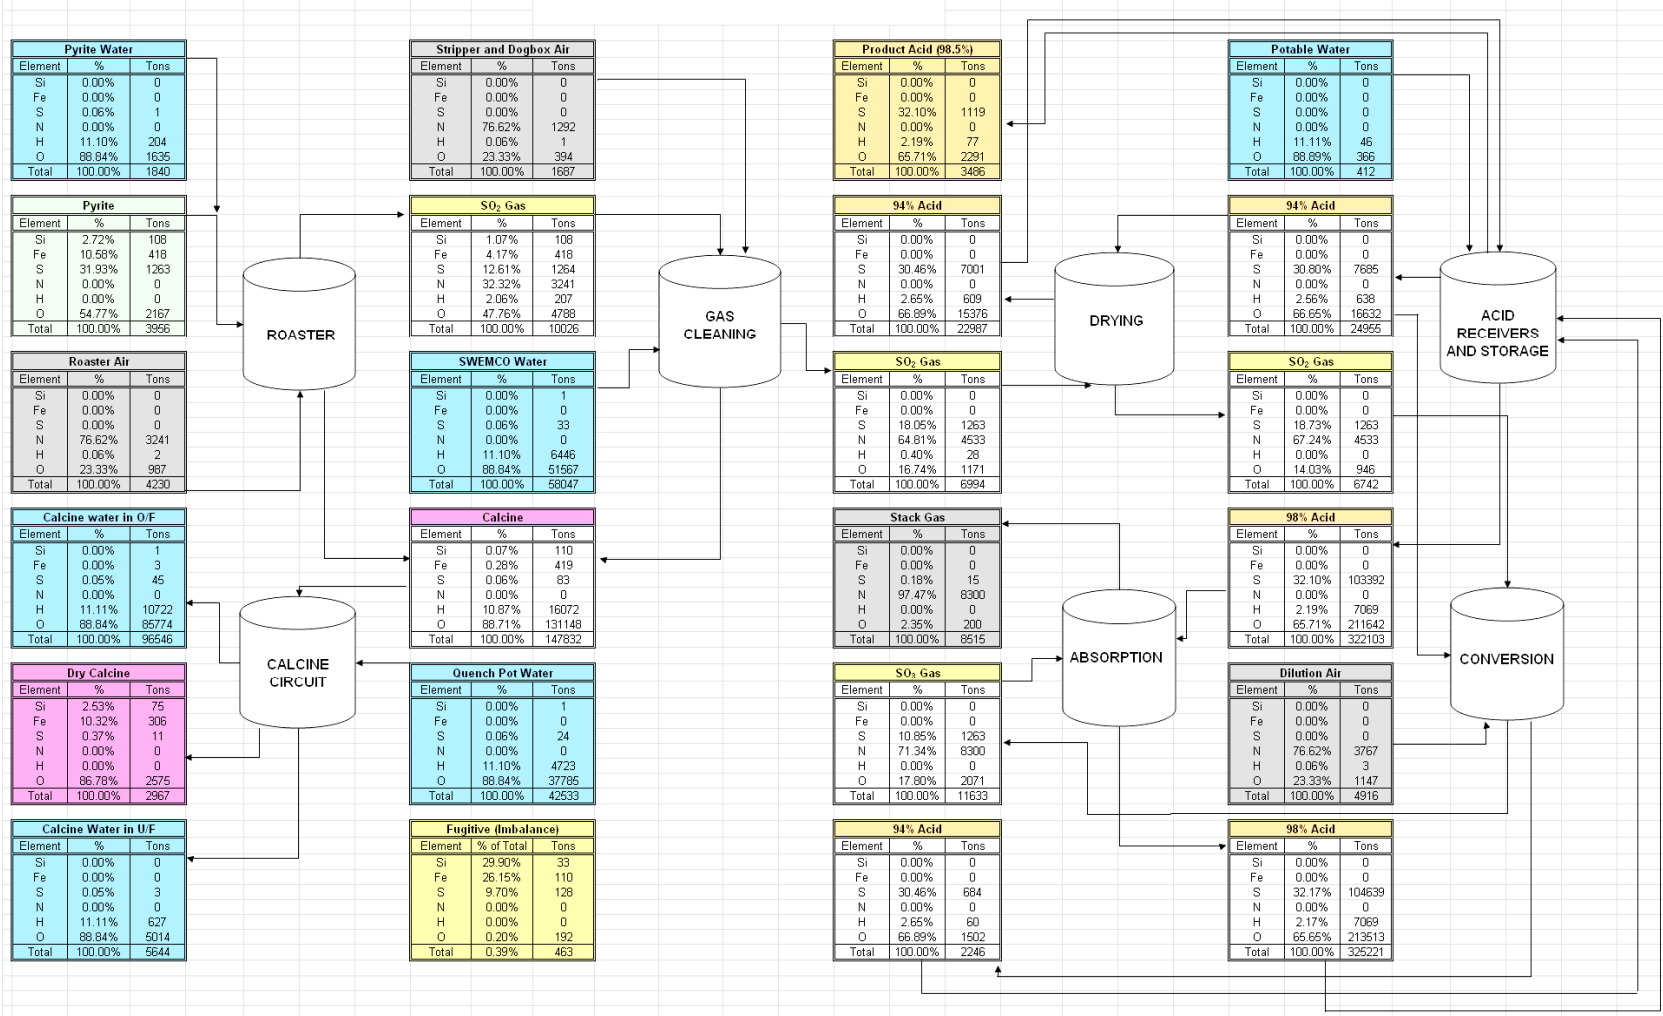 Pyrite Water
Element % Tons
Si 0.00% 0
Fe 0.00% 0
S 0.06% 1
N 0.00% 0
H 11.10% 204
O 88.84% 1635
Total 100.00% 1840
Pyrite
Element % Tons
Si 2.72% 108
Fe 10.58% 418
S 31.93% 1263
N 0.00% 0
H 0.00% 0
O 54.77% 2167
Total 100.00% 3956
Roaster Air
Element % Tons
Si 0.00% 0
Fe 0.00% 0
S 0.00% 0
N 76.62% 3241
H 0.06% 2
O 23.33% 987
Total 100.00% 4230
Calcine water in O/F
Element % Tons
Si 0.00% 1
Fe 0.00% 3
S 0.05% 45
N 0.00% 0
H 11.11% 10722
O 88.84% 85774
Total 100.00% 96546
Dry Calcine
Element % Tons
Si 2.53% 75
Fe 10.32% 306
S 0.37% 11
N 0.00% 0
H 0.00% 0
O 86.78% 2575
Total 100.00% 2967
Calcine Water in U/F
Element % Tons
Si 0.00% 0
Fe 0.00% 0
S 0.05% 3
N 0.00% 0
H 11.11% 627
O 88.84% 5014
Total 100.00% 5644
ROASTER
CALCINE
CIRCUIT
Stripper and Dogbox Air
Element % Tons
Si 0.00% 0
Fe 0.00% 0
S 0.00% 0
N 76.62% 1292
H 0.06% 1
O 23.33% 394
Total 100.00% 1687
SO₂ Gas
Element % Tons
Si 1.07% 108
Fe 4.17% 418
S 12.61% 1264
N 32.32% 3241
H 2.06% 207
O 47.76% 4788
Total 100.00% 10026
SWEMCO Water
Element % Tons
Si 0.00% 1
Fe 0.00% 0
S 0.06% 33
N 0.00% 0
H 11.10% 6446
O 88.84% 51567
Total 100.00% 58047
Calcine
Element % Tons
Si 0.07% 110
Fe 0.28% 419
S 0.06% 83
N 0.00% 0
H 10.87% 16072
O 88.71% 131148
Total 100.00% 147832
Quench Pot Water
Element % Tons
Si 0.00% 1
Fe 0.00% 0
S 0.06% 24
N 0.00% 0
H 11.10% 4723
O 88.84% 37785
Total 100.00% 42533
Fugitive (Imbalance)
Element % of Total Tons
Si 29.90% 33
Fe 26.15% 110
S 9.70% 128
N 0.00% 0
H 0.00% 0
O 0.20% 192
Total 0.39% 463
GAS
CLEANING
Product Acid (98.5%)
Element % Tons
Si 0.00% 0
Fe 0.00% 0
S 32.10% 1119
N 0.00% 0
H 2.19% 77
O 65.71% 2291
Total 100.00% 3486
94% Acid
Element % Tons
Si 0.00% 0
Fe 0.00% 0
S 30.46% 7001
N 0.00% 0
H 2.65% 609
O 66.89% 15376
Total 100.00% 22987
SO₂ Gas
Element % Tons
Si 0.00% 0
Fe 0.00% 0
S 18.05% 1263
N 64.81% 4533
H 0.40% 28
O 16.74% 1171
Total 100.00% 6994
Stack Gas
Element % Tons
Si 0.00% 0
Fe 0.00% 0
S 0.18% 15
N 97.47% 8300
H 0.00% 0
O 2.35% 200
Total 100.00% 8515
SO₃ Gas
Element % Tons
Si 0.00% 0
Fe 0.00% 0
S 10.85% 1263
N 71.34% 8300
H 0.00% 0
O 17.80% 2071
Total 100.00% 11633
94% Acid
Element % Tons
Si 0.00% 0
Fe 0.00% 0
S 30.46% 684
N 0.00% 0
H 2.65% 60
O 66.89% 1502
Total 100.00% 2246
DRYING
ABSORPTION
Potable Water
Element % Tons
Si 0.00% 0
Fe 0.00% 0
S 0.00% 0
N 0.00% 0
H 11.11% 46
O 88.89% 366
Total 100.00% 412
94% Acid
Element % Tons
Si 0.00% 0
Fe 0.00% 0
S 30.80% 7685
N 0.00% 0
H 2.56% 638
O 66.65% 16632
Total 100.00% 24955
SO₂ Gas
Element % Tons
Si 0.00% 0
Fe 0.00% 0
S 18.73% 1263
N 67.24% 4533
H 0.00% 0
O 14.03% 946
Total 100.00% 6742
98% Acid
Element % Tons
Si 0.00% 0
Fe 0.00% 0
S 32.10% 103392
N 0.00% 0
H 2.19% 7069
O 65.71% 211642
Total 100.00% 322103
Dilution Air
Element % Tons
Si 0.00% 0
Fe 0.00% 0
S 0.00% 0
N 76.62% 3767
H 0.06% 3
O 23.33% 1147
Total 100.00% 4916
98% Acid
Element % Tons
Si 0.00% 0
Fe 0.00% 0
S 32.17% 104639
N 0.00% 0
H 2.17% 7069
O 65.65% 213513
Total 100.00% 325221
ACID
RECEIVERS
AND STORAGE
CONVERSION